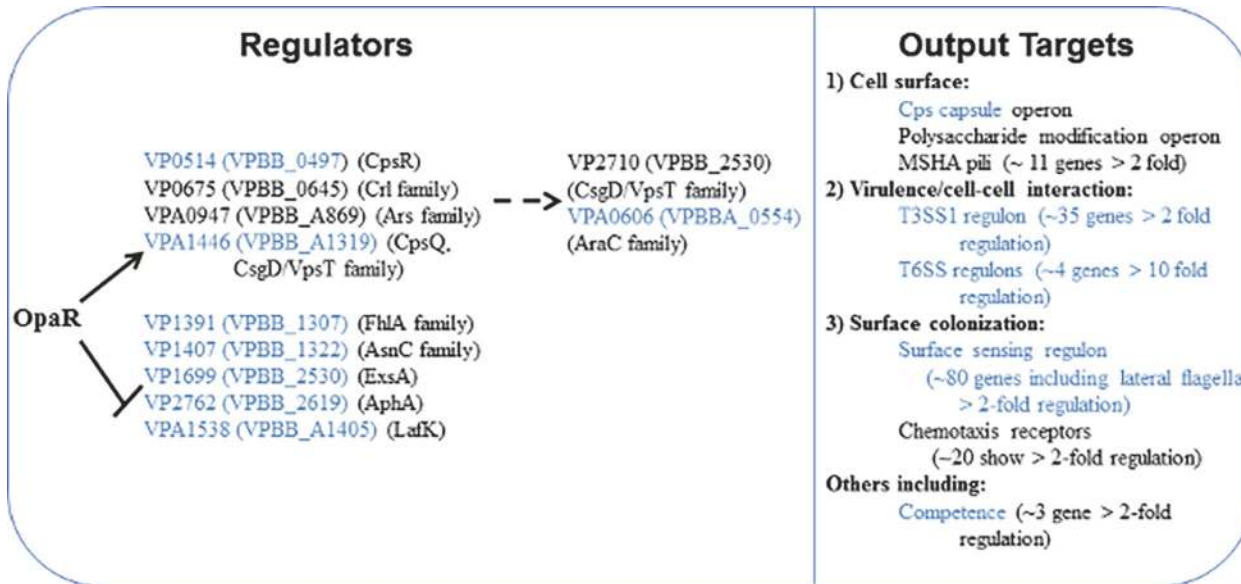 Regulators
VP0514 (VPBB_0497) (CpsR)
VP0675 (VPBB_0645) (Crl family)
VPA0947 (VPBB_A869) (Ars family)
VPA1446 (VPBB_A1319) (CpsQ,
CsgD/VpsT family)
VP2710 (VPBB_2530)
(CsgD/VpsT family)
VPA0606 (VPBBA_0554)
(AraC family)
OpaR
VP1391 (VPBB_1307) (FhlA family)
VP1407 (VPBB_1322) (AsnC family)
VP1699 (VPBB_2530) (ExsA)
VP2762 (VPBB_2619) (AphA)
VPA1538 (VPBB_A1405) (LafK)
Output Targets
1) Cell surface:
Cps capsule operon
Polysaccharide modification operon
MSHA pili (~ 11 genes > 2 fold)
2) Virulence/cell-cell interaction:
T3SS1 regulon (~35 genes > 2 fold
regulation)
T6SS regulons (~4 genes > 10 fold
regulation)
3) Surface colonization:
Surface sensing regulon
(~80 genes including lateral flagella
> 2-fold regulation)
Chemotaxis receptors
(~20 show > 2-fold regulation)
Others including:
Competence (~3 gene > 2-fold
regulation)